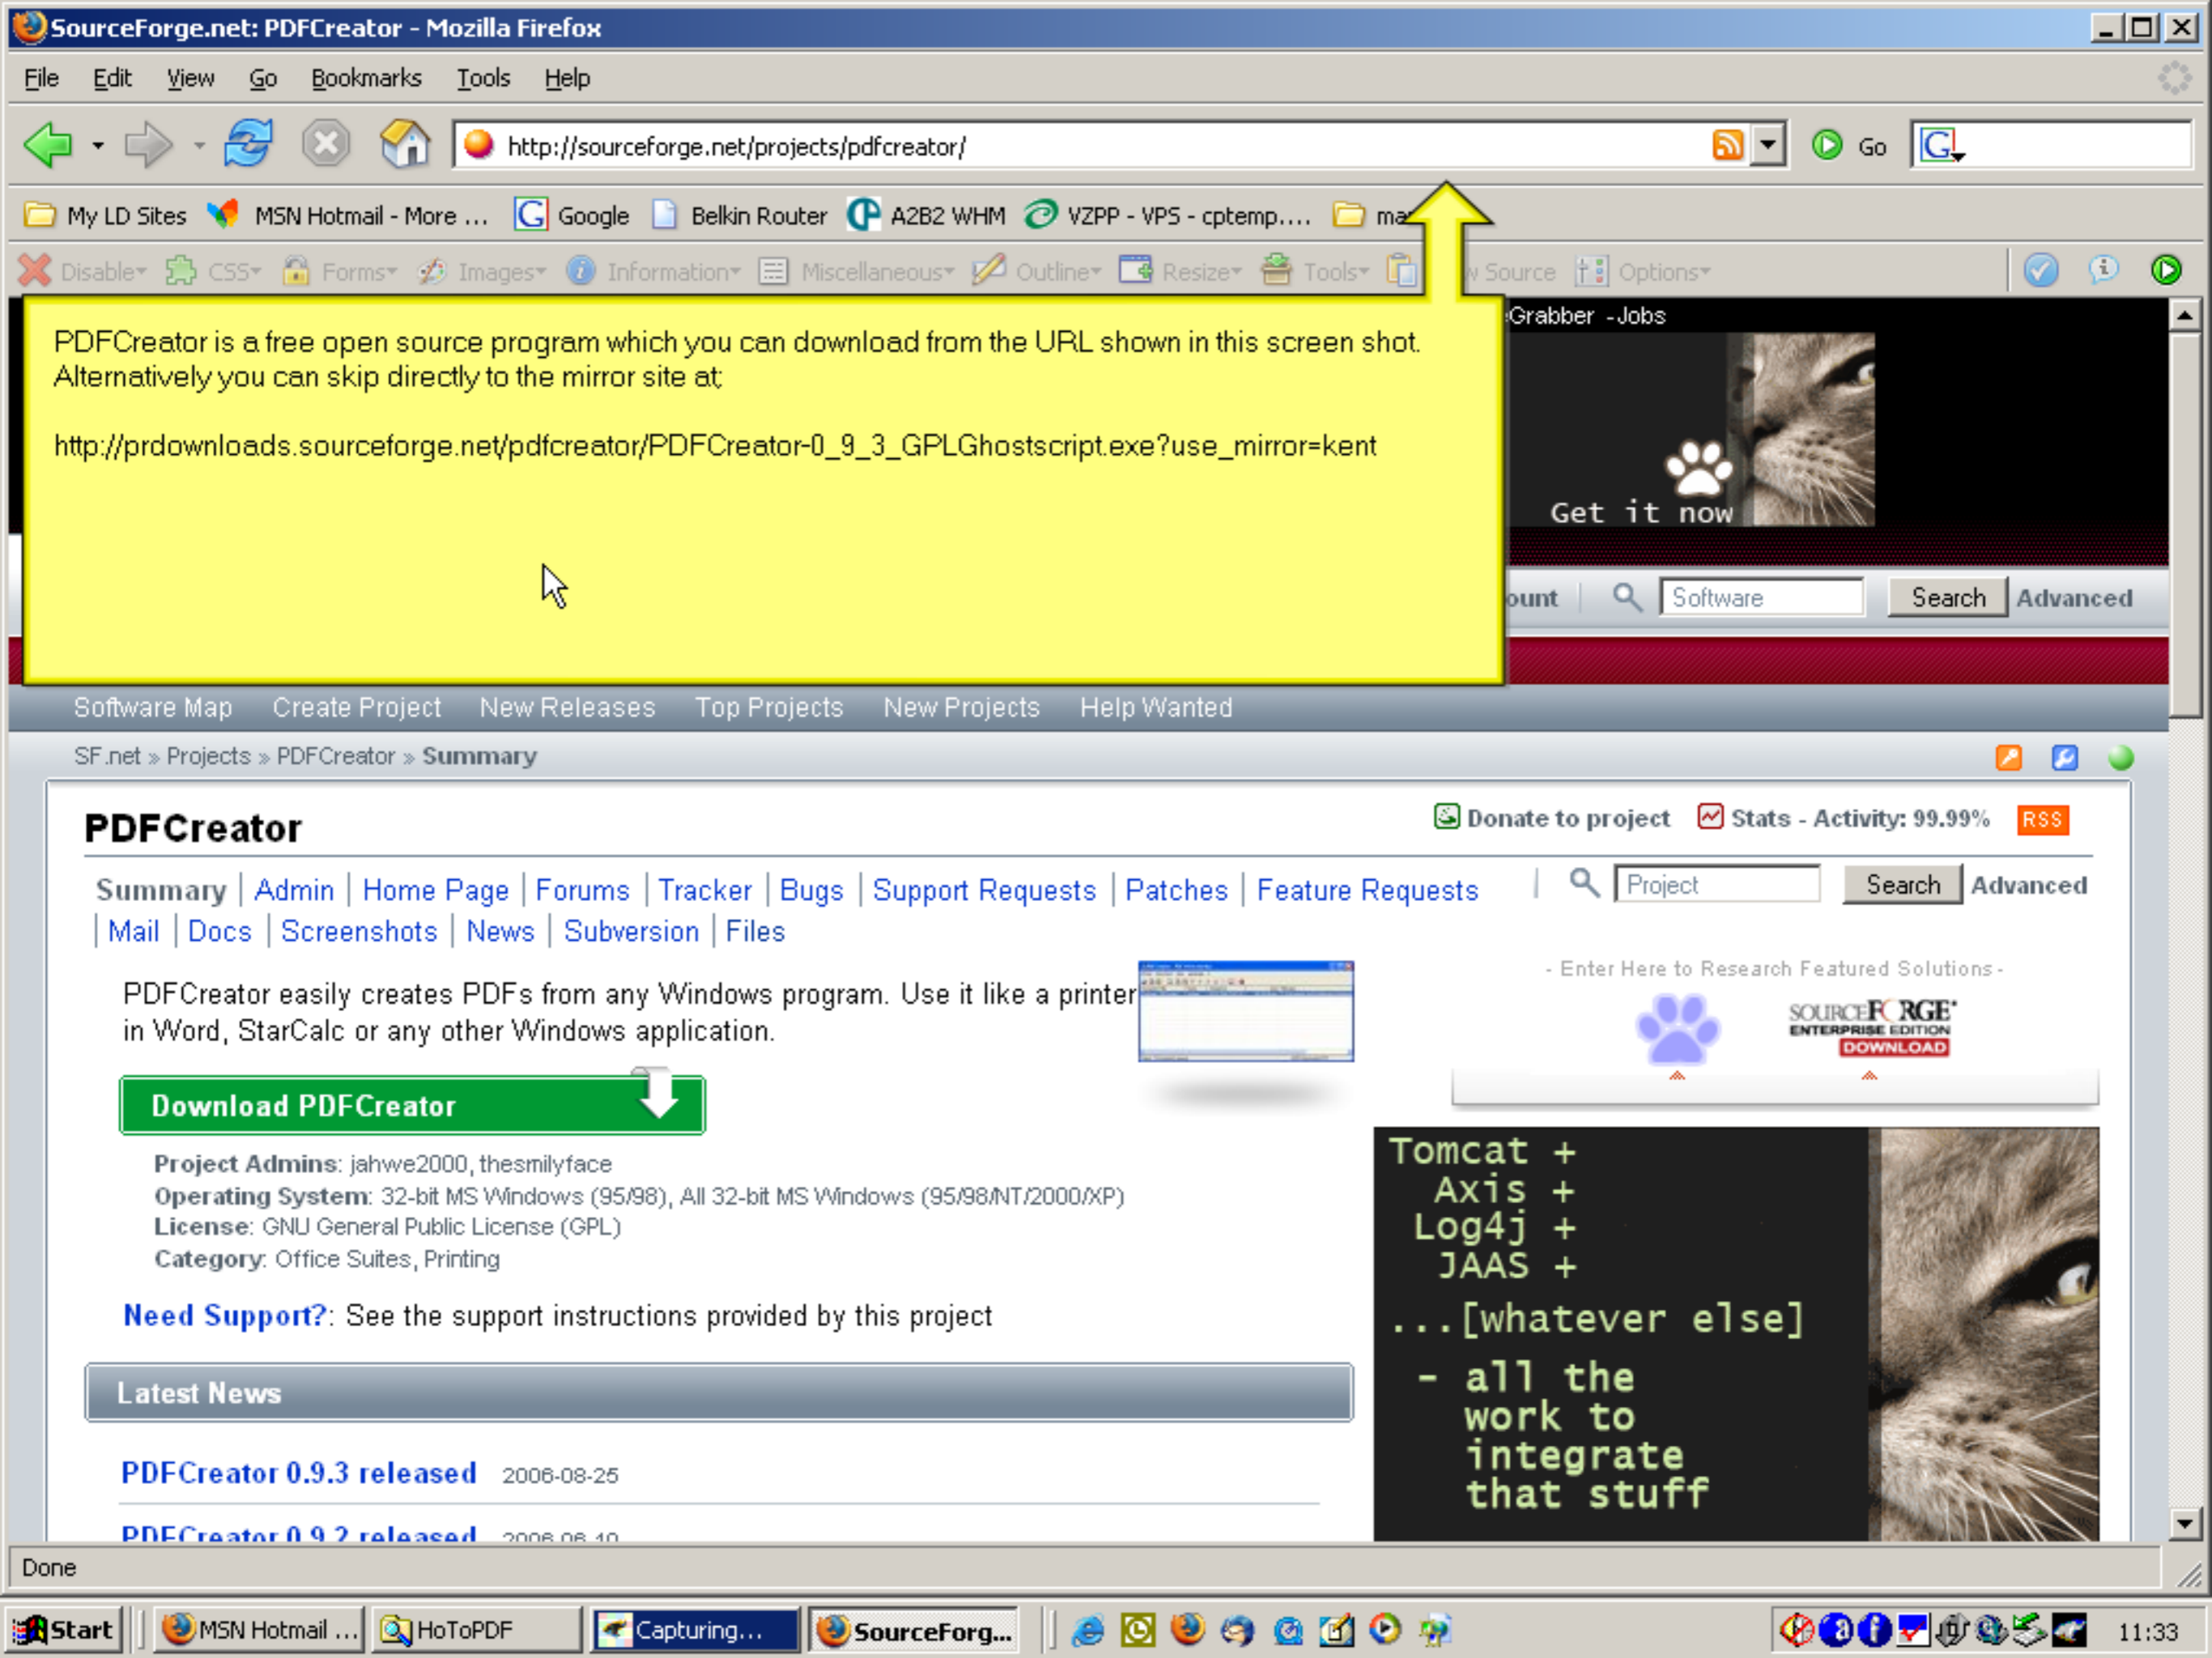 SourceForge.net: PDFCreator - Mozilla Firefox
File Edit View Go Bookmarks Tools Help
http://sourceforge.net/projects/pdfcreator/ Go
My LD Sites MSN Hotmail - More ... Google Belkin Router A2B2 WHM VZPP - VPS - cptemp....
Disable CSS Forms Images Information Miscellaneous Outline Resize Tools Source Options
PDFCreator is a free open source program which you can download from the URL shown in this screen shot.
Alternatively you can skip directly to the mirror site at:
http://prdownloads.sourceforge.net/pdfcreator/PDFCreator-0_9_3_GPLGhostscript.exe?use_mirror=kent
Grabber - Jobs
Get it now
Software Search Advanced
Software Map Create Project New Releases Top Projects New Projects Help Wanted
SF.net » Projects » PDFCreator » Summary
PDFCreator
Donate to project Stats - Activity: 99.99% RSS
Summary | Admin | Home Page | Forums | Tracker | Bugs | Support Requests | Patches | Feature Requests
| Mail | Docs | Screenshots | News | Subversion | Files
Project Search Advanced
PDFCreator easily creates PDFs from any Windows program. Use it like a printer
in Word, StarCalc or any other Windows application.
- Enter Here to Research Featured Solutions -
SOURCEFORGE
ENTERPRISE EDITION
DOWNLOAD
Download PDFCreator
Project Admins: jahwe2000, thesmilyface
Operating System: 32-bit MS Windows (95/98), All 32-bit MS Windows (95/98/NT/2000/XP)
License: GNU General Public License (GPL)
Category: Office Suites, Printing
Need Support?: See the support instructions provided by this project
Tomcat +
Axis +
Log4j +
JAAS +
...[whatever else]
- all the
work to
integrate
that stuff
Latest News
PDFCreator 0.9.3 released 2006-08-25
PDFCreator 0.9.2 released
Done
Start MSN Hotmail ... HoToPDF Capturing... SourceForg... 11:33